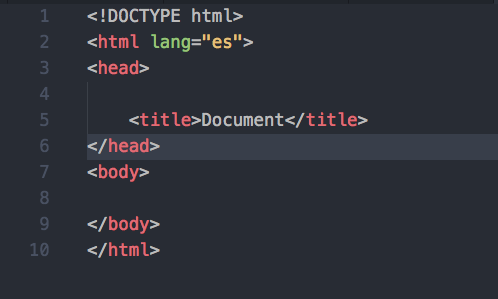 1 <!DOCTYPE html>
2 <html lang="es">
3 <head>
4
5 <title>Document</title>
6 </head>
7 <body>
8
9 </body>
10 </html>